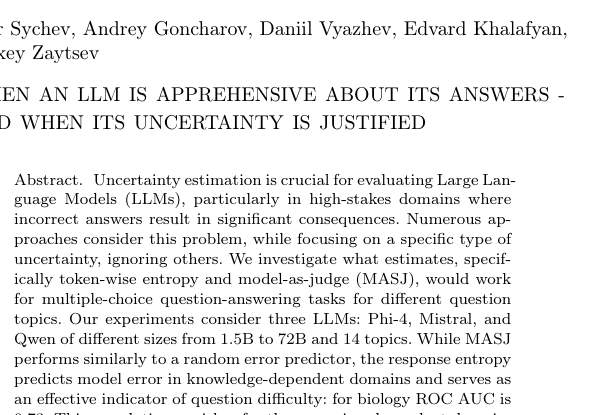 Sychev, Andrey Goncharov, Daniil Vyazhev, Edvard Khalafyan,
Zaytsev
AN LLM IS APPREHENSIVE ABOUT ITS ANSWERS -
WHEN ITS UNCERTAINTY IS JUSTIFIED
Abstract. Uncertainty estimation is crucial for evaluating Large Lan-
guage Models (LLMs), particularly in high-stakes domains where
incorrect answers result in significant consequences. Numerous ap-
proaches consider this problem, while focusing on a specific type of
uncertainty, ignoring others. We investigate what estimates, specif-
ically token-wise entropy and model-as-judge (MASJ), would work
for multiple-choice question-answering tasks for different question
topics. Our experiments consider three LLMs: Phi-4, Mistral, and
Qwen of different sizes from 1.5B to 72B and 14 topics. While MASJ
performs similarly to a random error predictor, the response entropy
predicts model error in knowledge-dependent domains and serves as
an effective indicator of question difficulty: for biology ROC AUC is